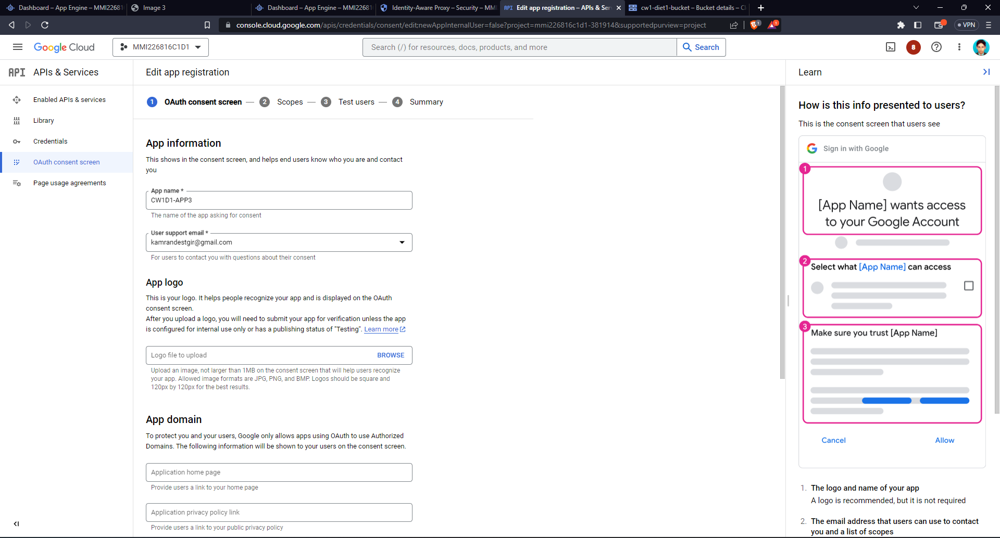 Dashboard – App Engine – MMI22681
Image 3
Dashboard – App Engine – MMI22681
Identity-Aware Proxy – Security – MM
Edit app registration – APIs & Ser
cw1-diet1-bucket – Bucket details – C
console.cloud.google.com/apis/credentials/consent/edit;newAppInternalUser=false?project=mmi226816c1d1-381914&supportedpurview=project
1
1
VPN
Google Cloud
MMI226816C1D1
Search (/) for resources, docs, products, and more
Search
8
API APIs & Services
Enabled APIs & services
Library
Credentials
OAuth consent screen
Page usage agreements
Edit app registration
1 OAuth consent screen — 2 Scopes — 3 Test users — 4 Summary
App information
This shows in the consent screen, and helps end users know who you are and contact
you
App name *
CW1D1-APP3
The name of the app asking for consent
User support email *
kamrandestgir@gmail.com
For users to contact you with questions about their consent
App logo
This is your logo. It helps people recognize your app and is displayed on the OAuth
consent screen.
After you upload a logo, you will need to submit your app for verification unless the app
is configured for internal use only or has a publishing status of "Testing". Learn more
Logo file to upload
BROWSE
Upload an image, not larger than 1MB on the consent screen that will help users recognize
your app. Allowed image formats are JPG, PNG, and BMP. Logos should be square and
120px by 120px for the best results.
App domain
To protect you and your users, Google only allows apps using OAuth to use Authorized
Domains. The following information will be shown to your users on the consent screen.
Application home page
Provide users a link to your home page
Application privacy policy link
Provide users a link to your public privacy policy
Learn
How is this info presented to users?
This is the consent screen that users see
Sign in with Google
1
[App Name] wants access
to your Google Account
2
Select what [App Name] can access
3
Make sure you trust [App Name]
Cancel
Allow
1. The logo and name of your app
A logo is recommended, but it is not required
2. The email address that users can use to contact
you and a list of scopes